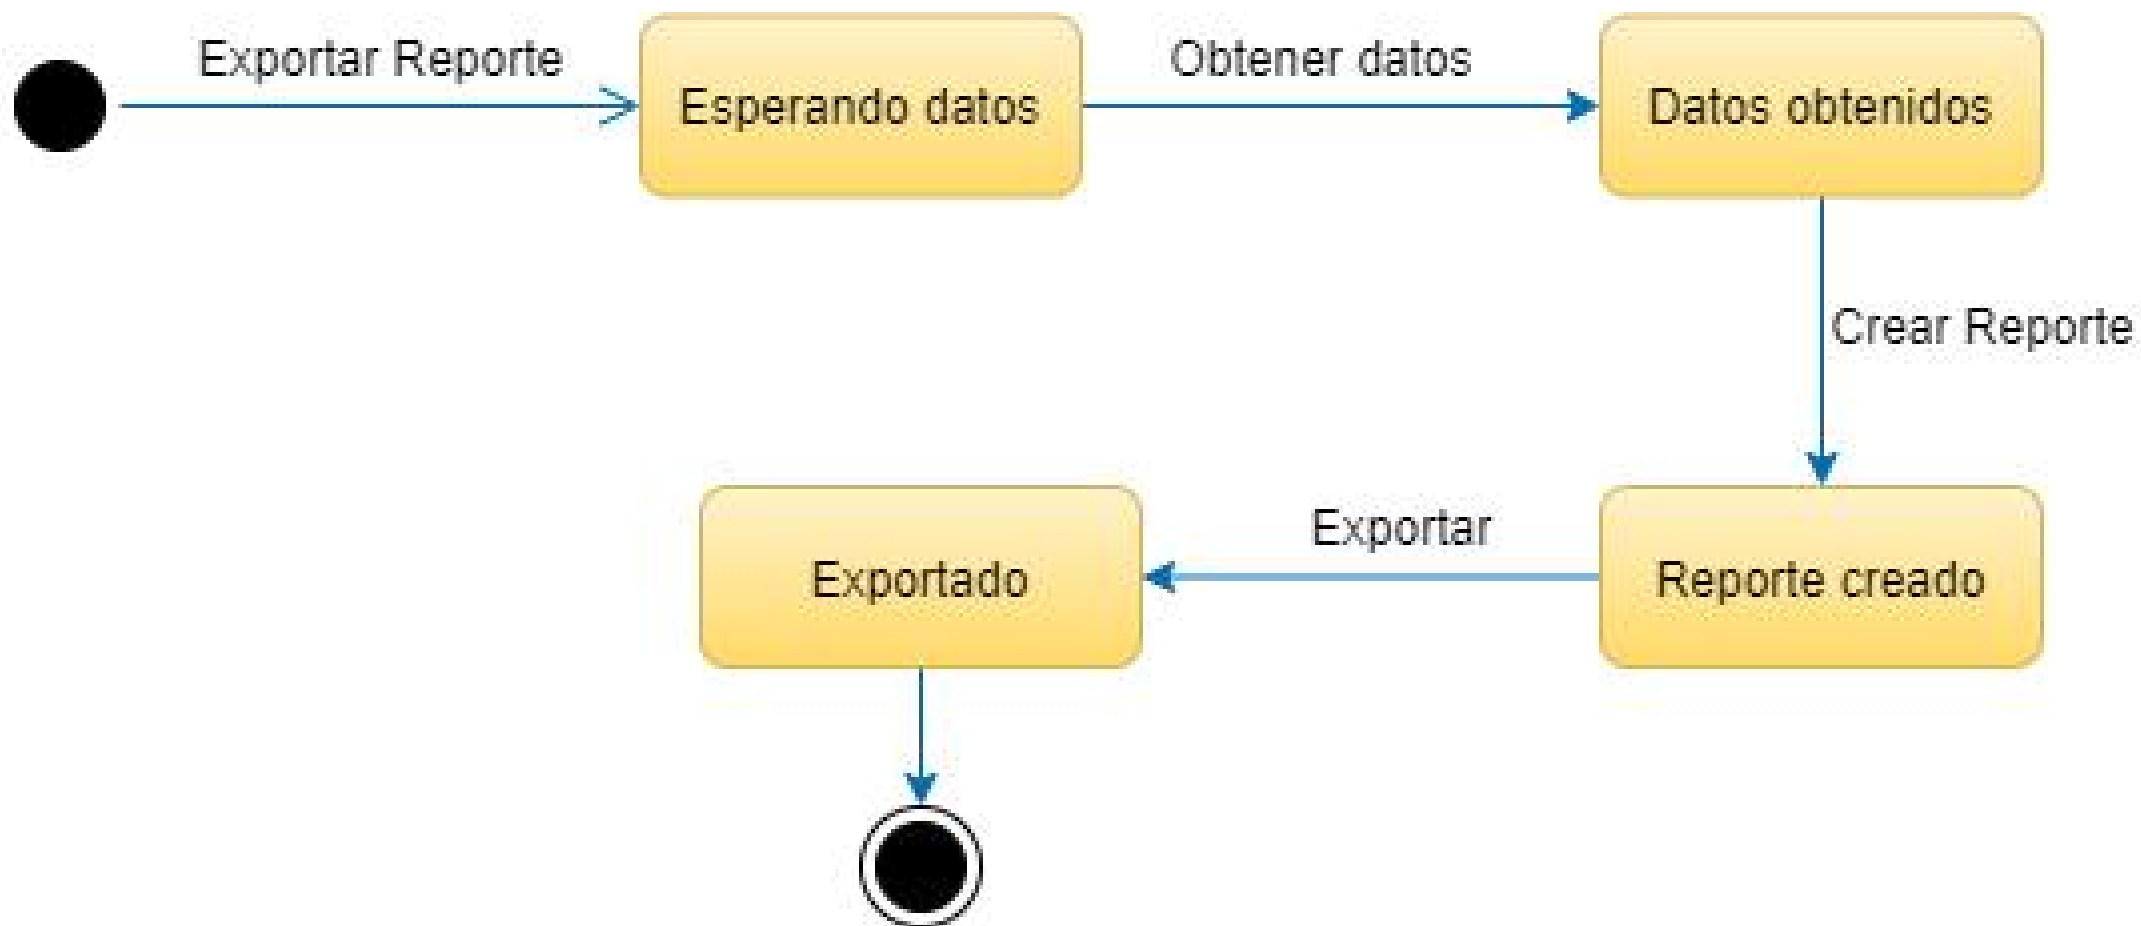 Exportar Reporte
Esperando datos
Obtener datos
Datos obtenidos
Crear Reporte
Reporte creado
Exportar
Exportado